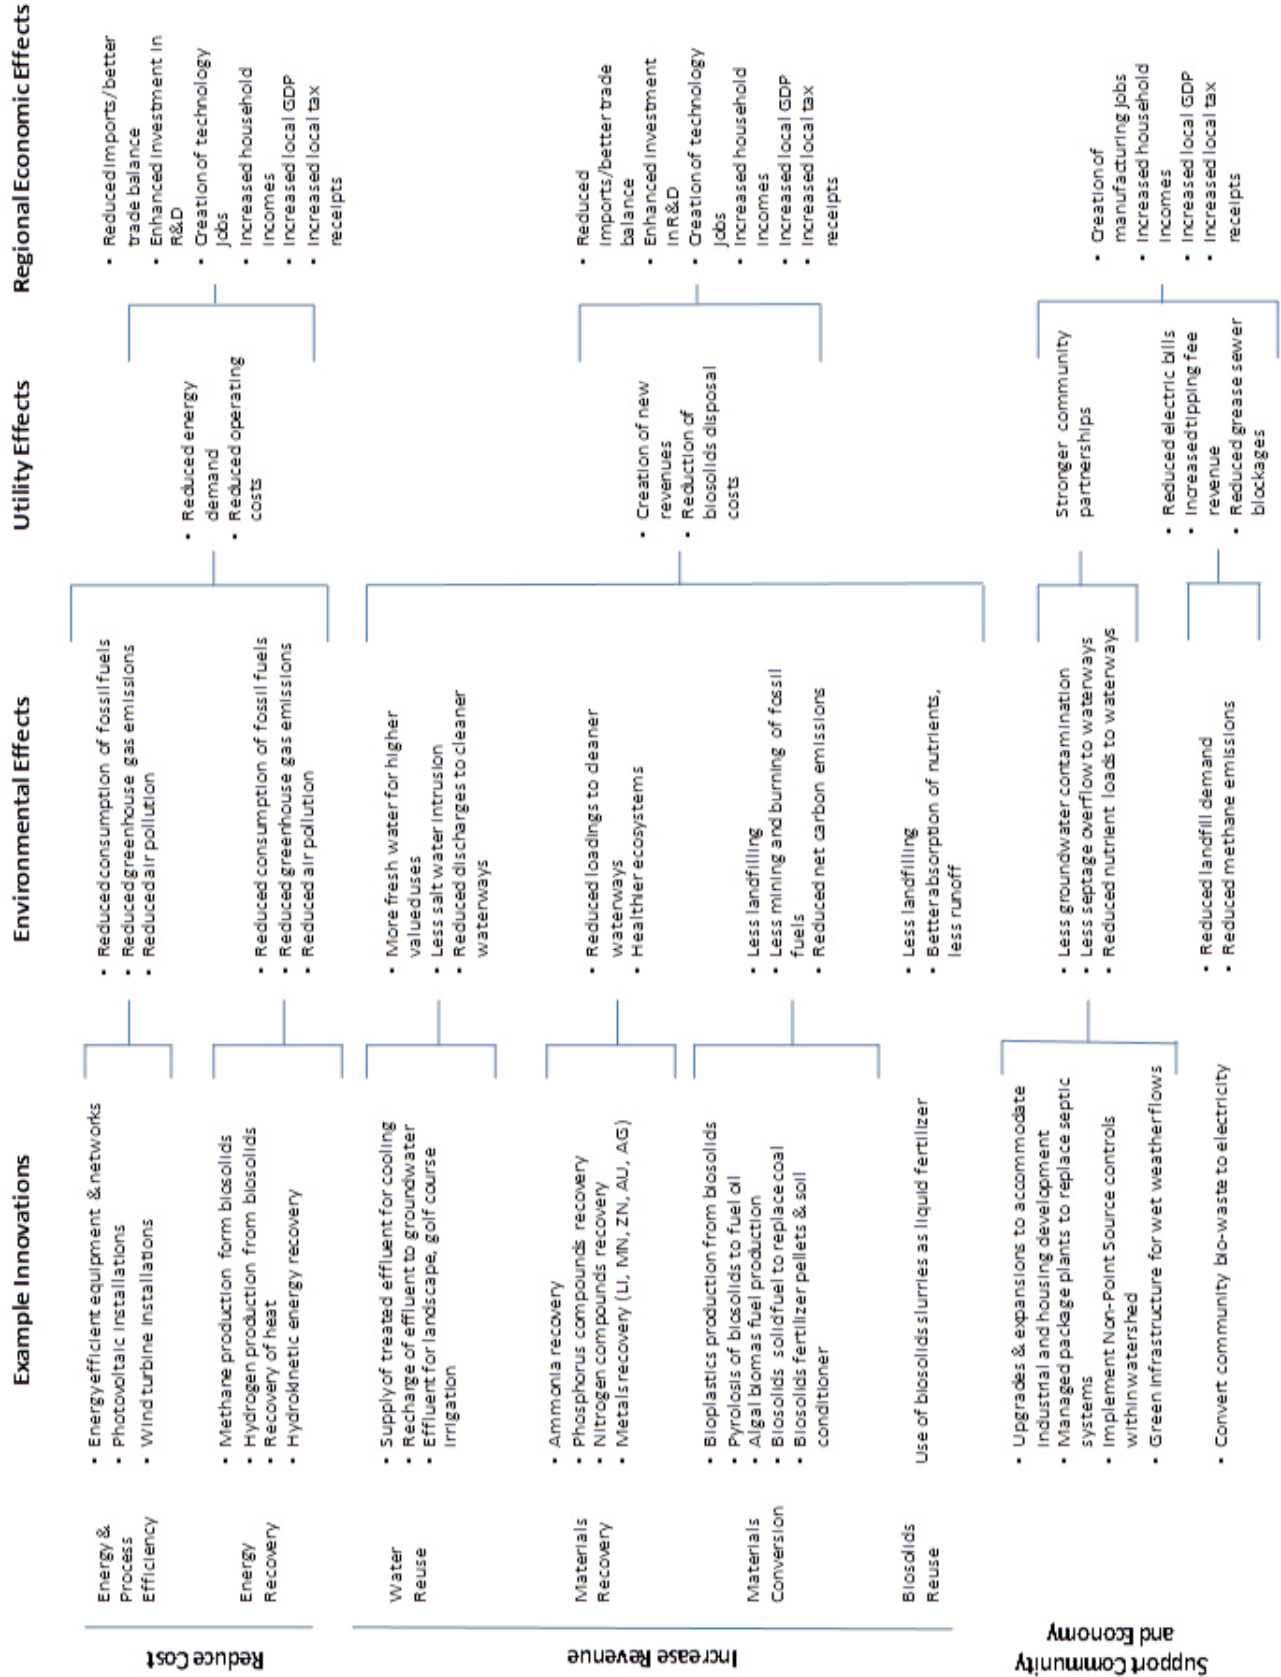 Example Innovations
Environmental Effects
Utility Effects
Regional Economic Effects
Reduce Cost
Energy &
Process
Efficiency
• Energy efficient equipment & networks
• Photovoltaic installations
• Wind turbine installations
• Reduced consumption of fossil fuels
• Reduced greenhouse gas emissions
• Reduced air pollution
Energy
Recovery
• Methane production form biosolids
• Hydrogen production from biosolids
• Recovery of heat
• Hydrokinetic energy recovery
• Reduced consumption of fossil fuels
• Reduced greenhouse gas emissions
• Reduced air pollution
• Reduced energy
demand
• Reduced operating
costs
• Reduced imports/better
trade balance
• Enhanced investment in
R&D
• Creation of technology
jobs
• Increased household
incomes
• Increased local GDP
• Increased local tax
receipts
Increase Revenue
Water
Reuse
• Supply of treated effluent for cooling
• Recharge of effluent to groundwater
• Effluent for landscape, golf course
irrigation
• More fresh water for higher
valued uses
• Less salt water intrusion
• Reduced discharges to cleaner
waterways
Materials
Recovery
• Ammonia recovery
• Phosphorus compounds recovery
• Nitrogen compounds recovery
• Metals recovery (LI, MN, ZN, AU, AG)
• Reduced loadings to cleaner
waterways
• Healthier ecosystems
Materials
Conversion
• Bioplastics production from biosolids
• Pyrolosis of biosolids to fuel oil
• Algal biomas fuel production
• Biosolids solid fuel to replace coal
• Biosolids fertilizer pellets & soil
conditioner
• Less landfilling
• Less mining and burning of fossil
fuels
• Reduced net carbon emissions
Biosolids
Reuse
Use of biosolids slurries as liquid fertilizer
• Less landfilling
• Better absorption of nutrients,
less runoff
• Creation of new
revenues
• Reduction of
biosolids disposal
costs
• Reduced
imports/better trade
balance
• Enhanced investment
in R&D
• Creation of technology
jobs
• Increased household
incomes
• Increased local GDP
• Increased local tax
receipts
Support Community
and Economy
• Upgrades & expansions to accommodate
industrial and housing development
• Managed package plants to replace septic
systems
• Implement Non-Point Source controls
within watershed
• Green infrastructure for wet weather flows
• Less groundwater contamination
• Less septage overflow to waterways
• Reduced nutrient loads to waterways
Stronger community
partnerships
• Convert community bio-waste to electricity
• Reduced landfill demand
• Reduced methane emissions
• Reduced electric bills
• Increased tipping fee
revenue
• Reduced grease sewer
blockages
• Creation of
manufacturing jobs
• Increased household
incomes
• Increased local GDP
• Increased local tax
receipts